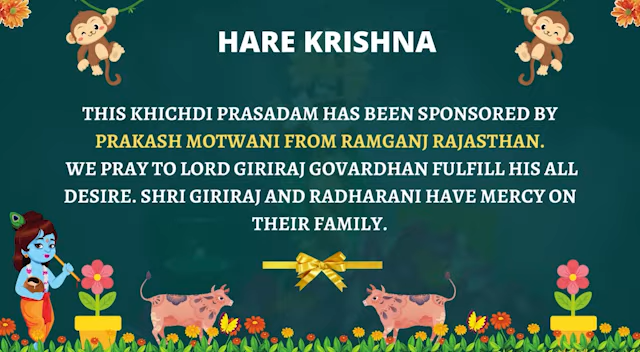 HARE KRISHNA
THIS KHICHDI PRASADAM HAS BEEN SPONSORED BY
PRAKASH MOTWANI FROM RAMGANJ RAJASTHAN.
WE PRAY TO LORD GIRIRAJ GOVARDHAN FULFILL HIS ALL
DESIRE. SHRI GIRIRAJ AND RADHARANI HAVE MERCY ON
THEIR FAMILY.